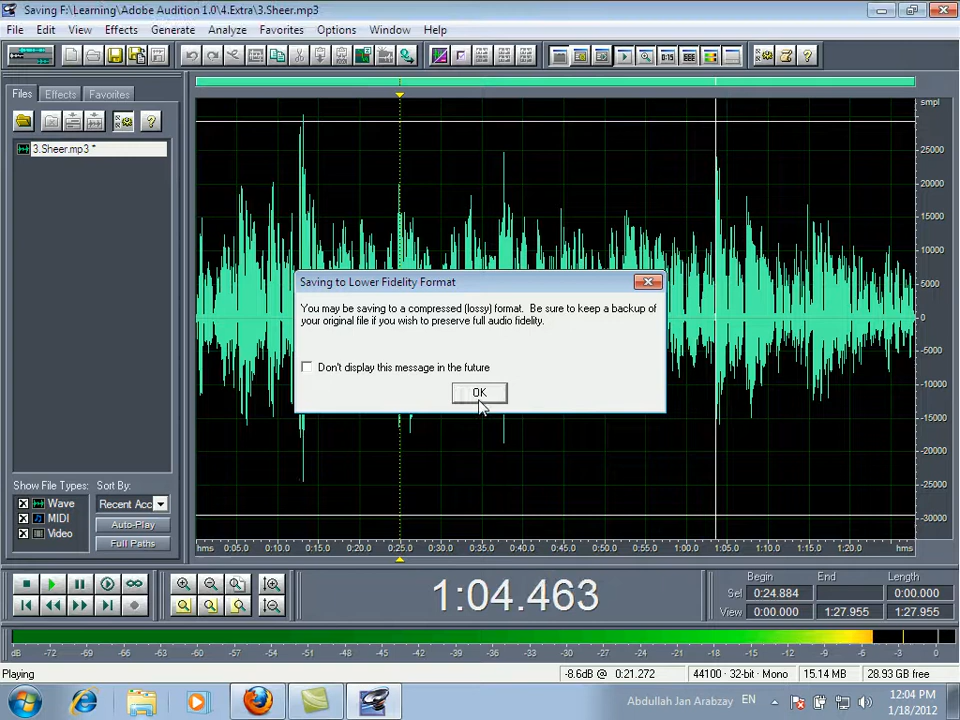 Saving F:\Learning\Adobe Audition 1.0\4.Extra\3.Sheer.mp3
File Edit View Effects Generate Analyze Favorites Options Window Help
Files Effects Favorites
3.Sheer.mp3 *
smpl
25000
20000
15000
10000
5000
0
-5000
-10000
-15000
-20000
-25000
-30000
Saving to Lower Fidelity Format
You may be saving to a compressed (lossy) format. Be sure to keep a backup of
your original file if you wish to preserve full audio fidelity.
Don't display this message in the future
OK
Show File Types: Sort By:
Wave Recent Acc
MIDI Auto-Play
Video Full Paths
hms 0:05.0 0:10.0 0:15.0 0:20.0 0:25.0 0:30.0 0:35.0 0:40.0 0:45.0 0:50.0 0:55.0 1:00.0 1:05.0 1:10.0 1:15.0 1:20.0 hms
1:04.463
Begin End Length
Sel 0:24.884 0:00.000
View 0:00.000 1:27.955 1:27.955
dB -72 -69 -66 -63 -60 -57 -54 -51 -48 -45 -42 -39 -36 -33 -30 -27 -24 -21 -18 -15 -12 -9 -6 -3 0
Playing -8.6dB @ 0:21.272 44100 · 32-bit · Mono 15.14 MB 28.93 GB free
Abdullah Jan Arabzay EN 12:04 PM
1/18/2012